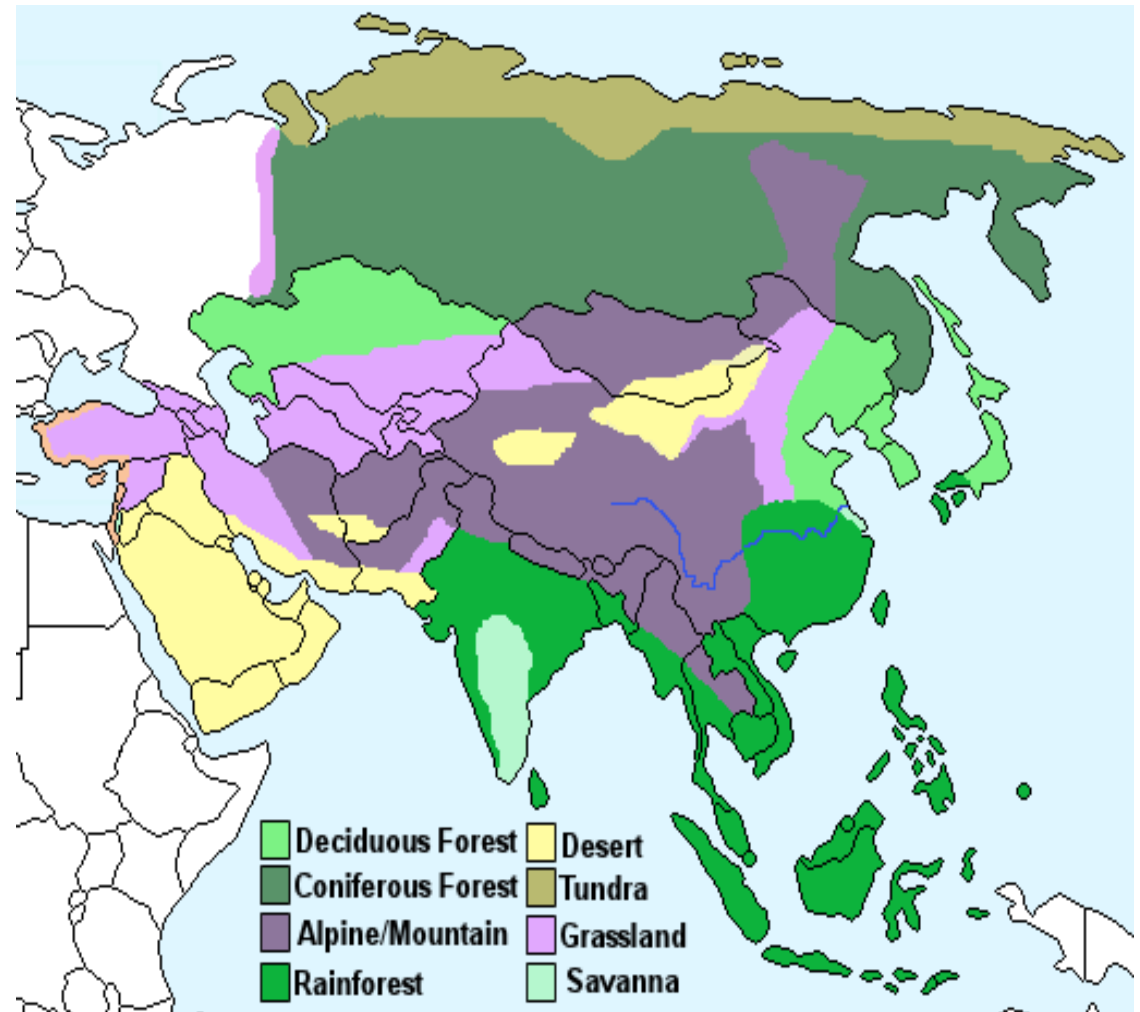 Deciduous Forest
Desert
Coniferous Forest
Tundra
Alpine/Mountain
Grassland
Rainforest
Savanna